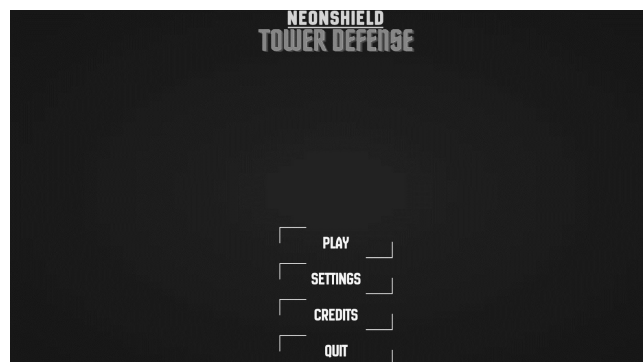 NEONSHIELD
TOWER DEFENSE
PLAY
SETTINGS
CREDITS
QUIT